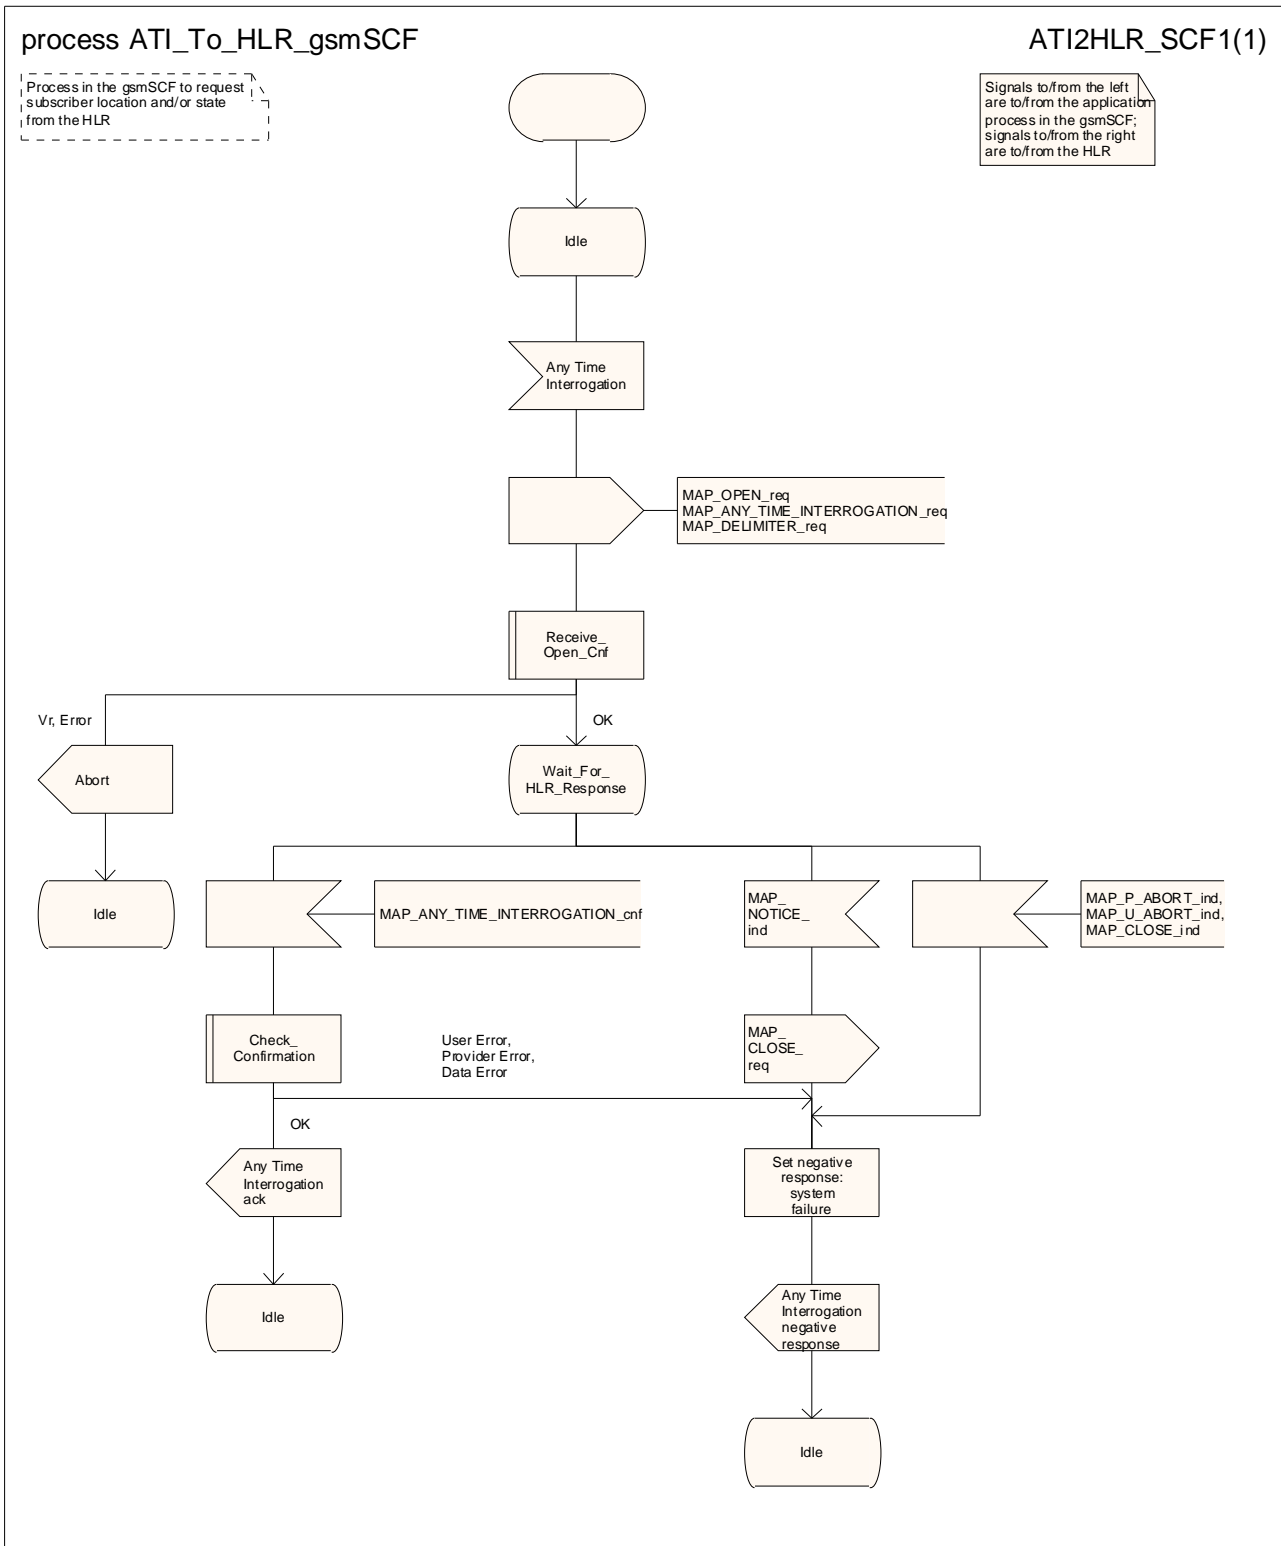 process ATI_To_HLR_gsmSCF
ATI2HLR_SCF1(1)
Process in the gsmSCF to request
subscriber location and/or state
from the HLR
Signals to/from the left
are to/from the application
process in the gsmSCF;
signals to/from the right
are to/from the HLR
Idle
Any Time
Interrogation
MAP_OPEN_req
MAP_ANY_TIME_INTERROGATION_req
MAP_DELIMITER_req
Receive_
Open_Cnf
Vr, Error
OK
Abort
Wait_For_
HLR_Response
Idle
MAP_ANY_TIME_INTERROGATION_cnf
MAP_
NOTICE_
ind
MAP_P_ABORT_ind,
MAP_U_ABORT_ind,
MAP_CLOSE_ind
Check_
Confirmation
User Error,
Provider Error,
Data Error
MAP_
CLOSE_
req
OK
Any Time
Interrogation
ack
Set negative
response:
system
failure
Idle
Any Time
Interrogation
negative
response
Idle